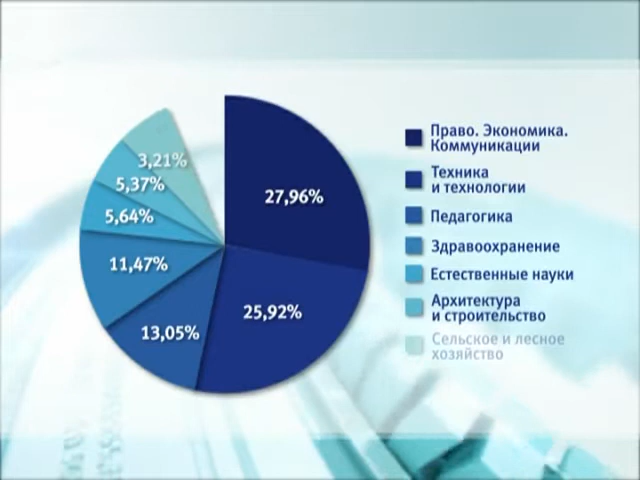 27,96%
25,92%
13,05%
11,47%
5,64%
5,37%
3,21%
Право. Экономика.
Коммуникации
Техника
и технологии
Педагогика
Здравоохранение
Естественные науки
Архитектура
и строительство
Сельское и лесное
хозяйство